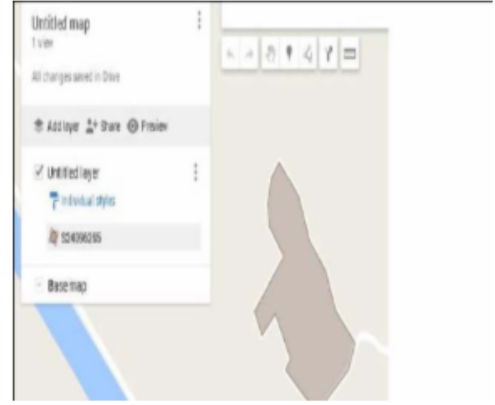 Untitled map
1 view
All changes saved in Drive
Add layer Share Preview
Untitled layer
Individual styles
Base map